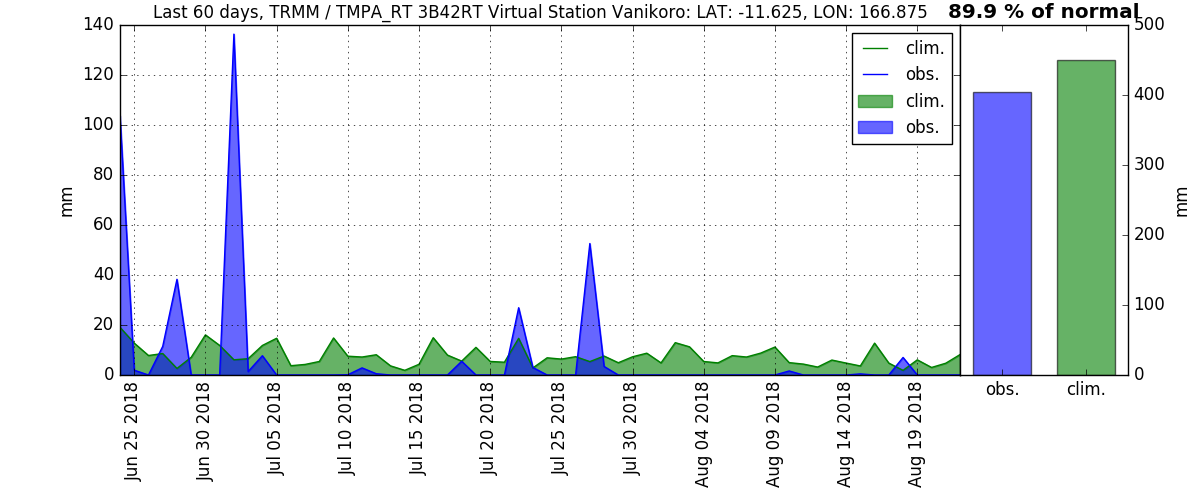 Last 60 days, TRMM / TMPA_RT 3B42RT Virtual Station Vanikoro: LAT: -11.625, LON: 166.875
89.9 % of normal
140
120
100
80
60
40
20
0
mm
clim.
obs.
clim.
obs.
Jun 25 2018
Jun 30 2018
Jul 05 2018
Jul 10 2018
Jul 15 2018
Jul 20 2018
Jul 25 2018
Jul 30 2018
Aug 04 2018
Aug 09 2018
Aug 14 2018
Aug 19 2018
500
400
300
200
100
0
mm
obs.
clim.